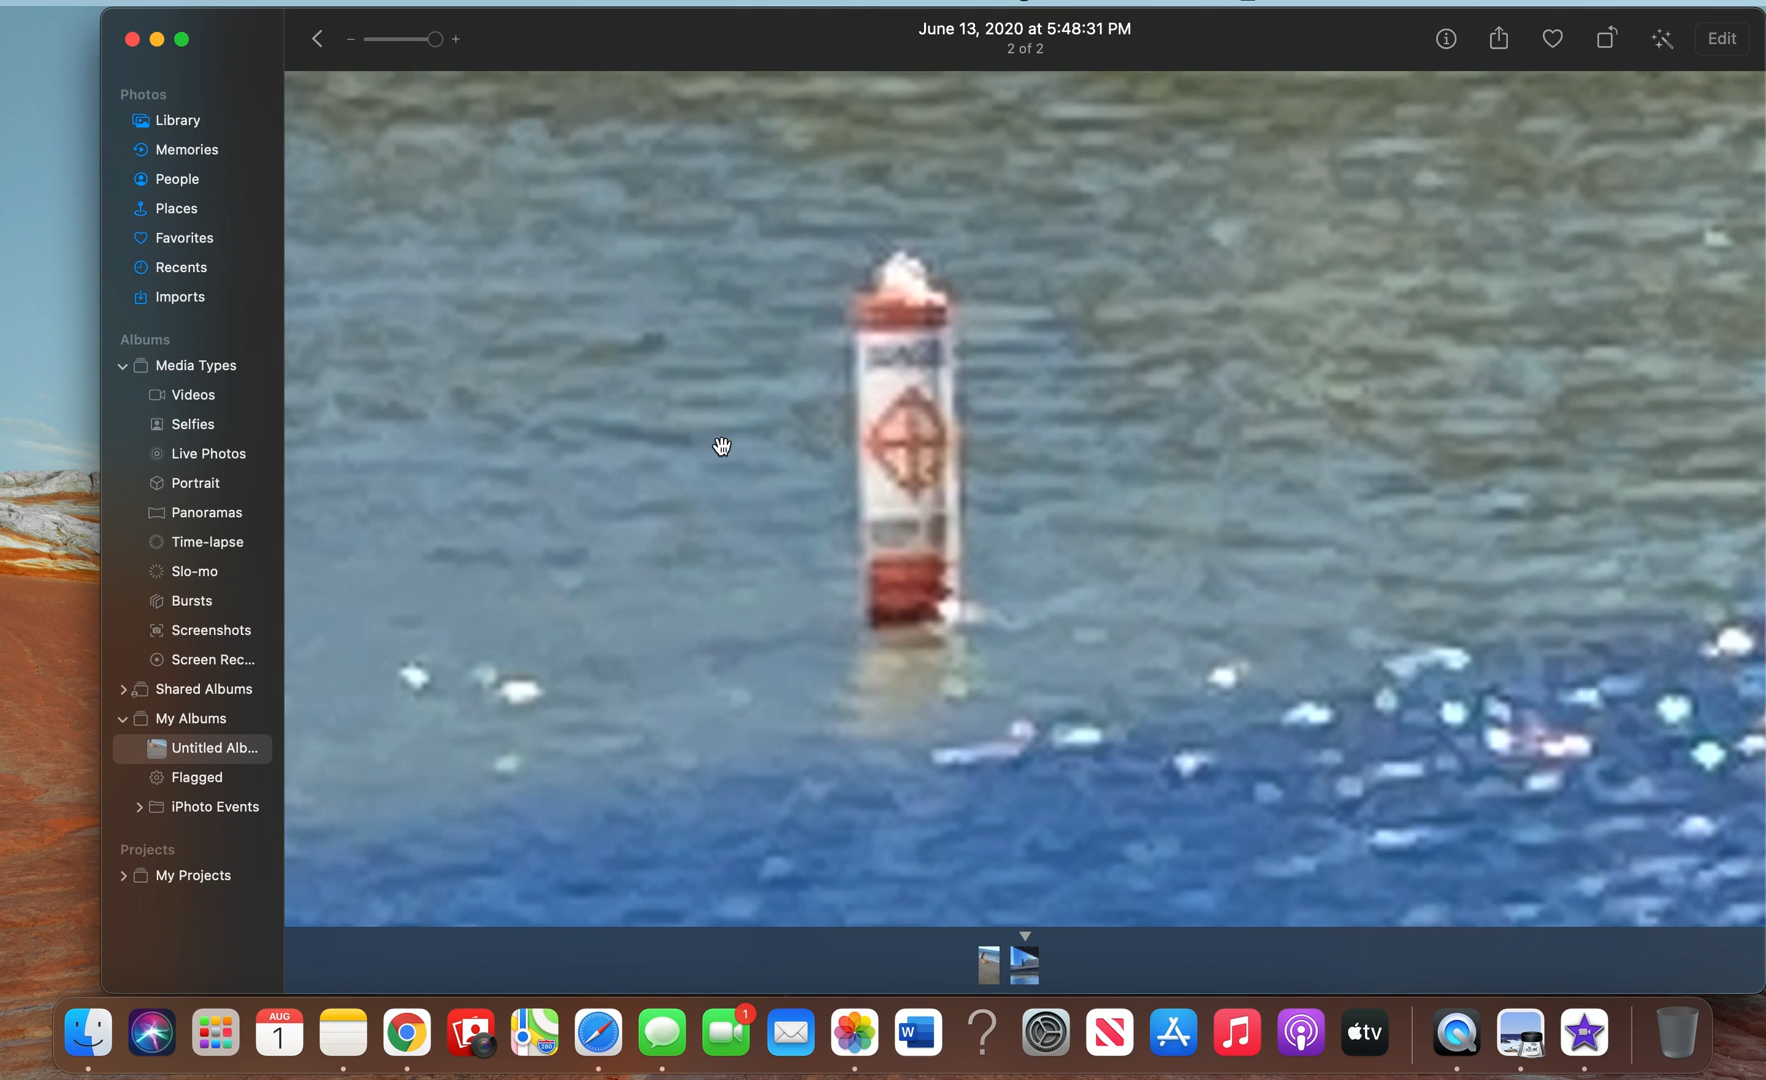 June 13, 2020 at 5:48:31 PM
2 of 2
Edit
Photos
Library
Memories
People
Places
Favorites
Recents
Imports
Albums
Media Types
Videos
Selfies
Live Photos
Portrait
Panoramas
Time-lapse
Slo-mo
Bursts
Screenshots
Screen Rec...
Shared Albums
My Albums
Untitled Alb...
Flagged
iPhoto Events
Projects
My Projects
AUG
1
280
1
W
?
tv